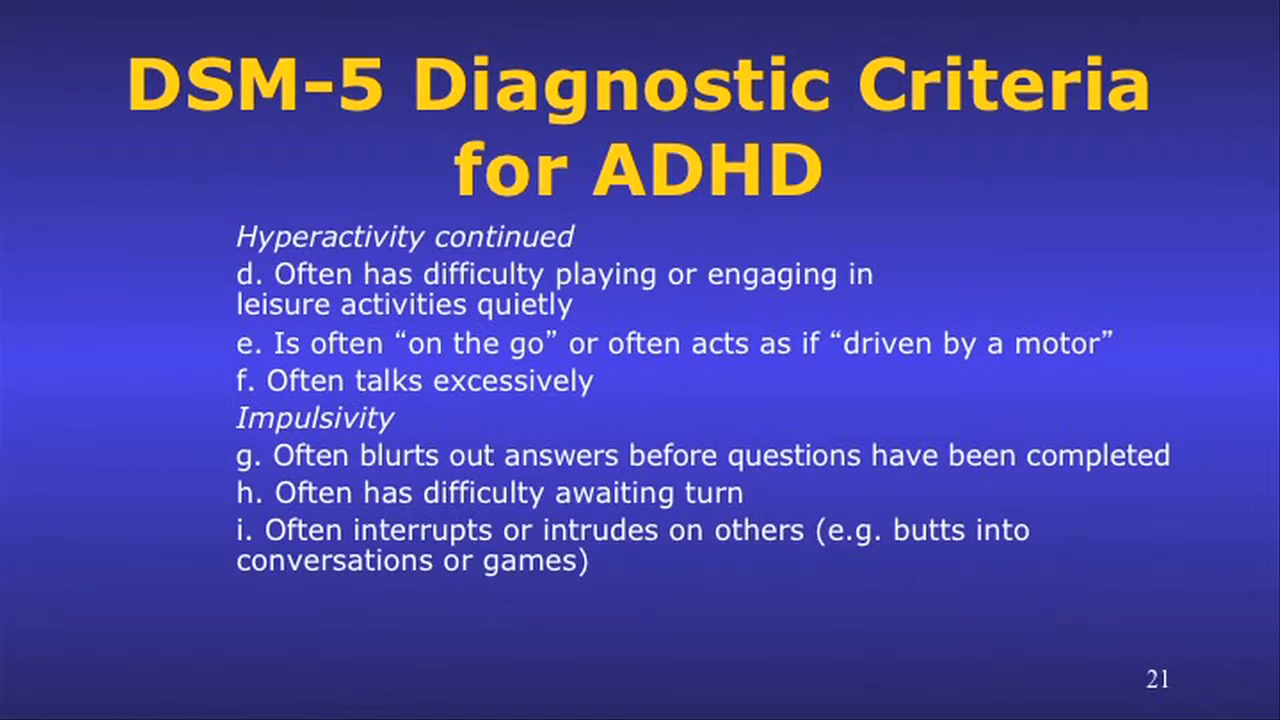 DSM-5 Diagnostic Criteria
for ADHD
Hyperactivity continued
d. Often has difficulty playing or engaging in
leisure activities quietly
e. Is often “on the go” or often acts as if “driven by a motor”
f. Often talks excessively
Impulsivity
g. Often blurts out answers before questions have been completed
h. Often has difficulty awaiting turn
i. Often interrupts or intrudes on others (e.g. butts into
conversations or games)
21